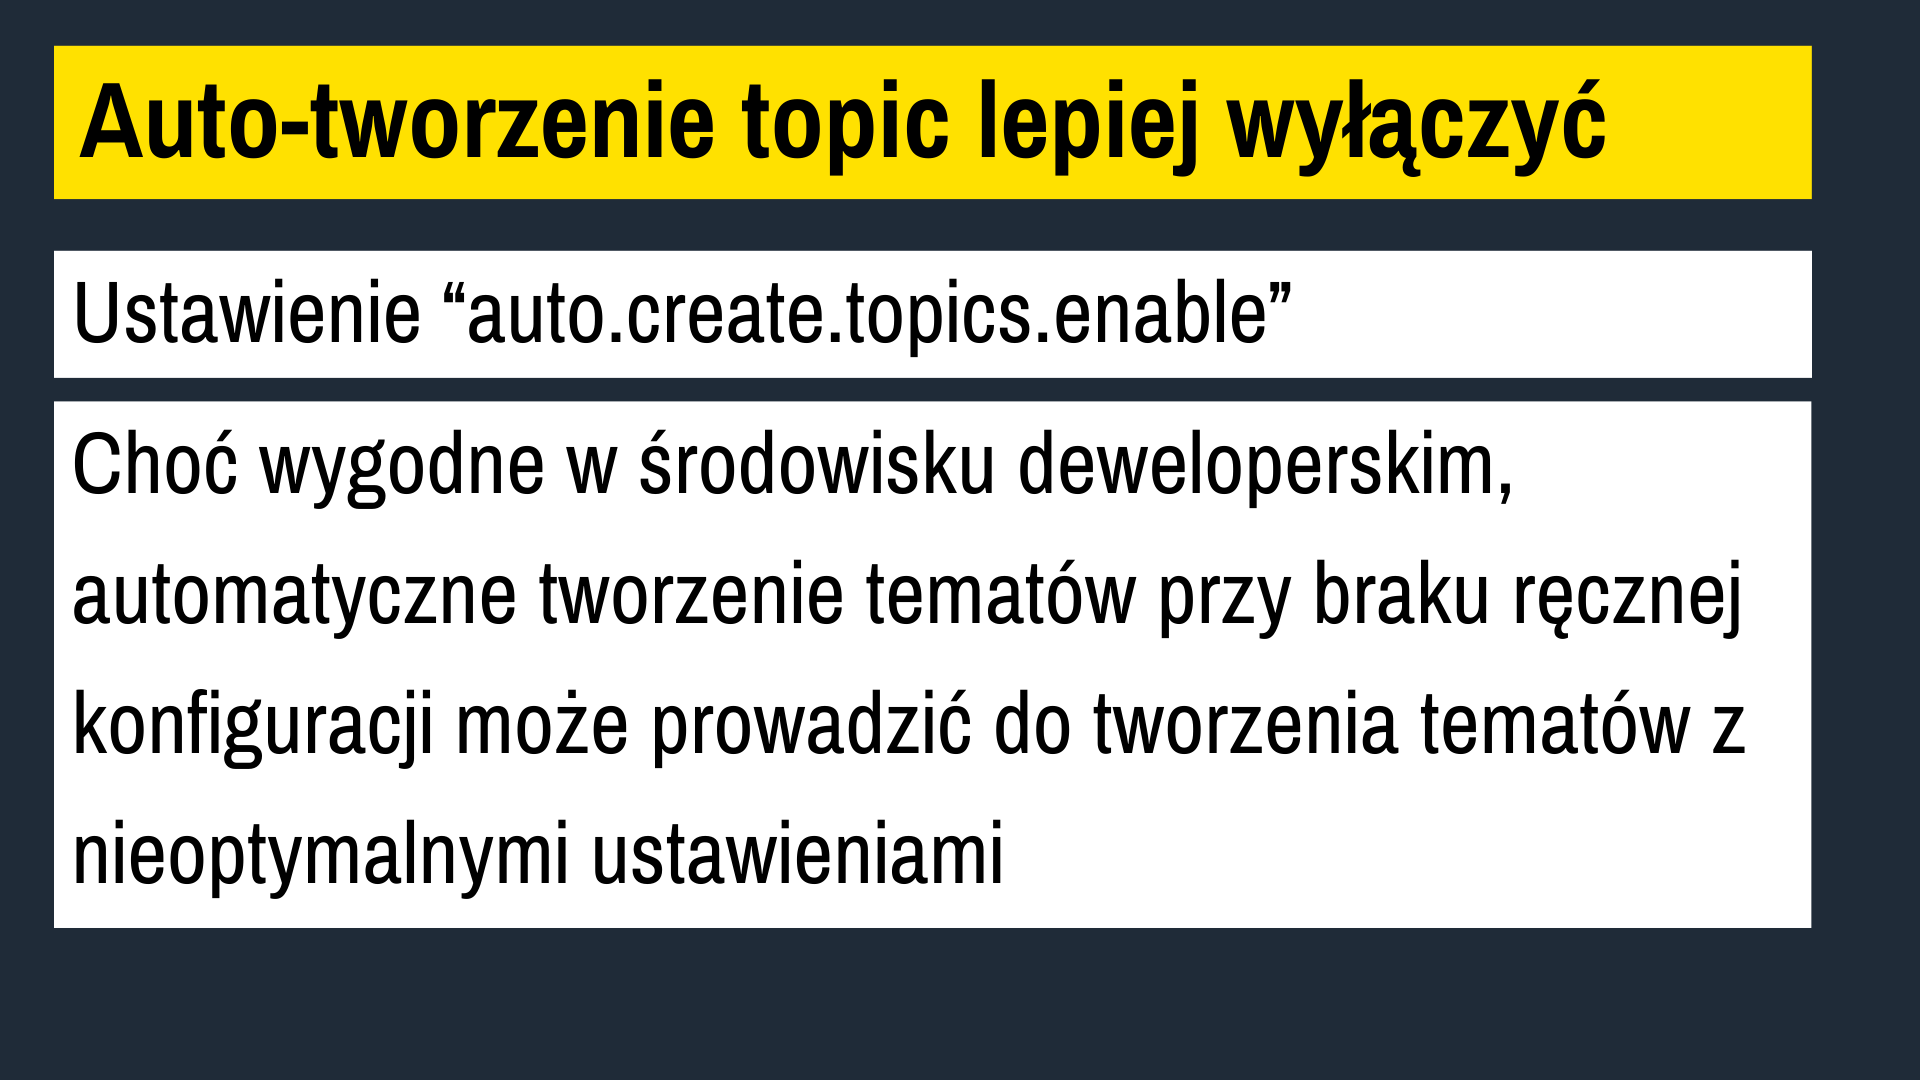 Auto-tworzenie topic lepiej wyłączyć
Ustawienie “auto.create.topics.enable”
Choć wygodne w środowisku deweloperskim,
automatyczne tworzenie tematów przy braku ręcznej
konfiguracji może prowadzić do tworzenia tematów z
nieoptymalnymi ustawieniami